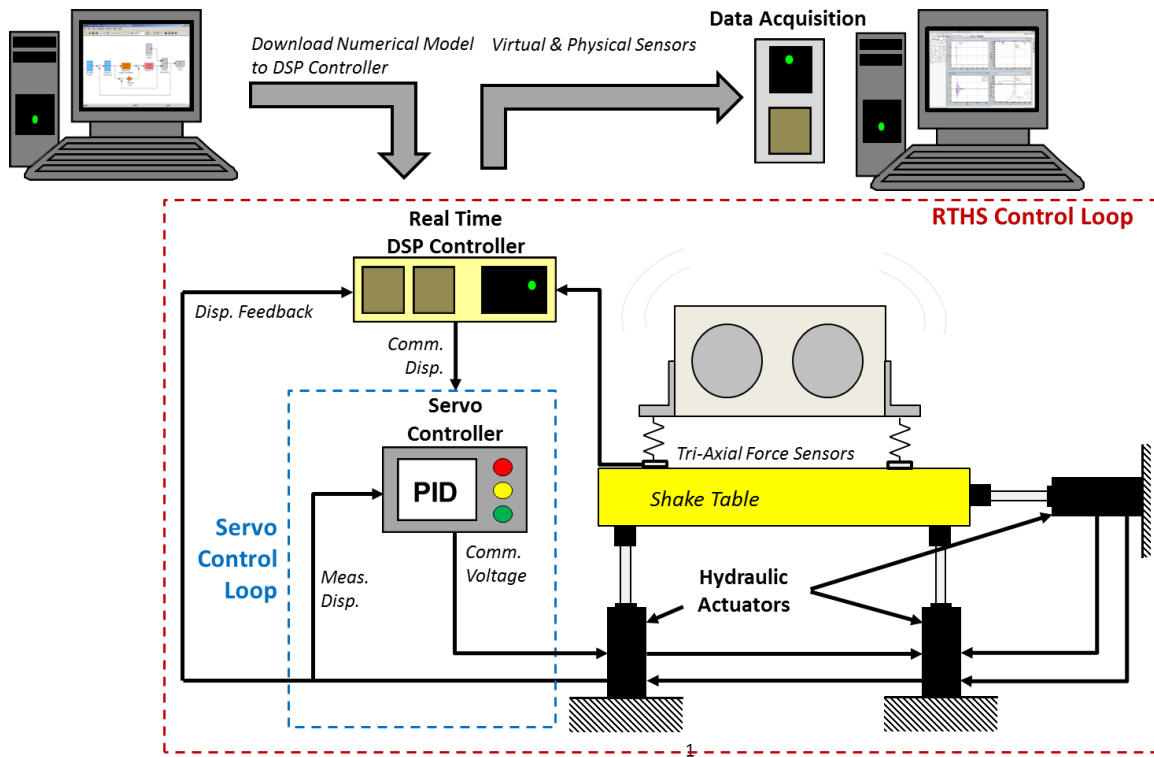 Data Acquisition
Download Numerical Model
to DSP Controller
Virtual & Physical Sensors
RTHS Control Loop
Real Time
DSP Controller
Disp. Feedback
Comm.
Disp.
Servo
Controller
PID
Tri-Axial Force Sensors
Shake Table
Servo
Control
Loop
Meas.
Disp.
Comm.
Voltage
Hydraulic
Actuators
1